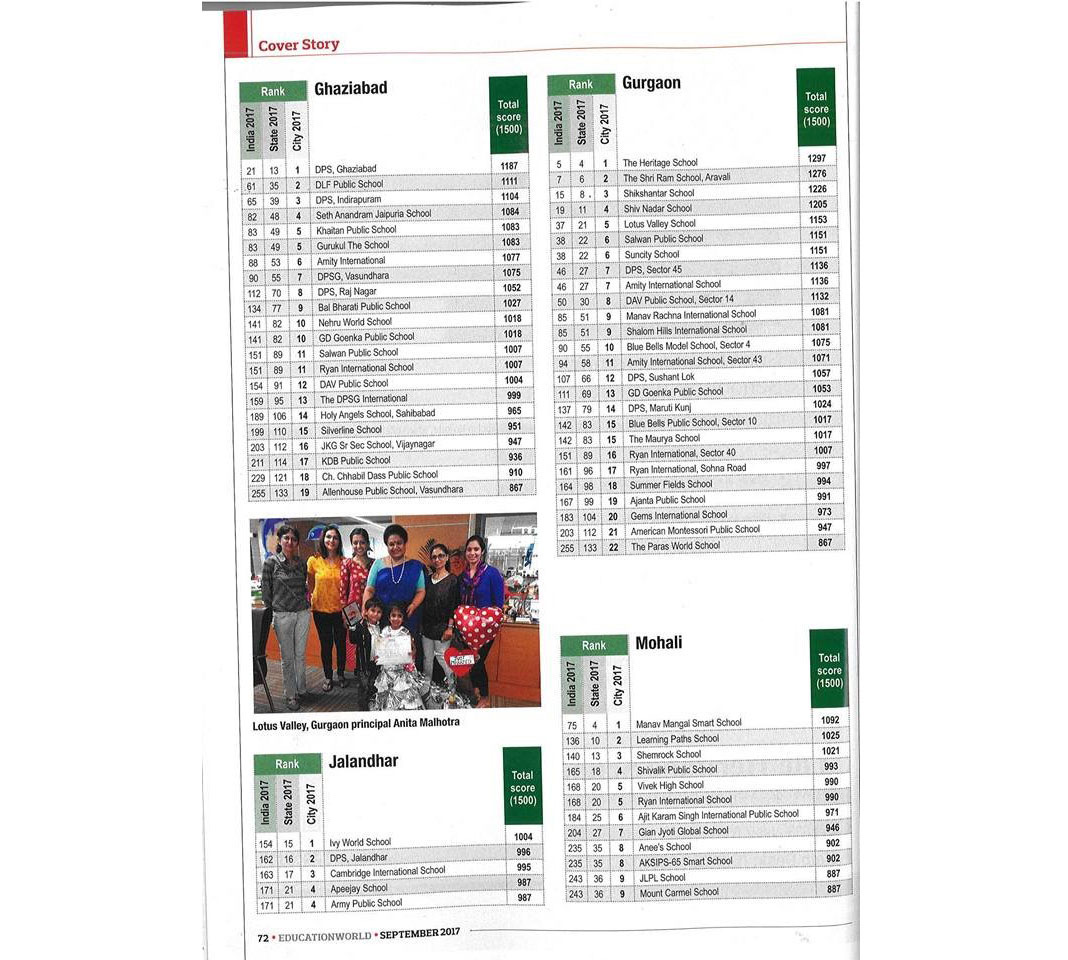 Cover Story
Rank
Ghaziabad
India 2017 State 2017 City 2017
Total
score
(1500)
21 13 1 DPS, Ghaziabad 1187
61 35 2 DLF Public School 1111
65 39 3 DPS, Indirapuram 1104
82 48 4 Seth Anandram Jaipuria School 1084
83 49 5 Khaitan Public School 1083
83 49 5 Gurukul The School 1083
88 53 6 Amity International 1077
90 55 7 DPSG, Vasundhara 1075
112 70 8 DPS, Raj Nagar 1052
134 77 9 Bal Bharati Public School 1027
141 82 10 Nehru World School 1018
141 82 10 GD Goenka Public School 1018
151 89 11 Salwan Public School 1007
151 89 11 Ryan International School 1007
154 91 12 DAV Public School 1004
159 95 13 The DPSG International 999
189 106 14 Holy Angels School, Sahibabad 965
199 110 15 Silverline School 951
203 112 16 JKG Sr Sec School, Vijaynagar 947
211 114 17 KDB Public School 936
229 121 18 Ch. Chhabil Dass Public School 910
255 133 19 Allenhouse Public School, Vasundhara 867
Lotus Valley, Gurgaon principal Anita Malhotra
Rank
Jalandhar
India 2017 State 2017 City 2017
Total
score
(1500)
154 15 1 Ivy World School 1004
162 16 2 DPS, Jalandhar 996
163 17 3 Cambridge International School 995
171 21 4 Apeejay School 987
171 21 4 Army Public School 987
Rank
Gurgaon
India 2017 State 2017 City 2017
Total
score
(1500)
5 4 1 The Heritage School 1297
7 6 2 The Shri Ram School, Aravali 1276
15 8 3 Shikshantar School 1226
19 11 4 Shiv Nadar School 1205
37 21 5 Lotus Valley School 1153
38 22 6 Salwan Public School 1151
38 22 6 Suncity School 1151
46 27 7 DPS, Sector 45 1136
46 27 7 Amity International School 1136
50 30 8 DAV Public School, Sector 14 1132
85 51 9 Manav Rachna International School 1081
85 51 9 Shalom Hills International School 1081
90 55 10 Blue Bells Model School, Sector 4 1075
94 58 11 Amity International School, Sector 43 1071
107 66 12 DPS, Sushant Lok 1057
111 69 13 GD Goenka Public School 1053
137 79 14 DPS, Maruti Kunj 1024
142 83 15 Blue Bells Public School, Sector 10 1017
142 83 15 The Maurya School 1017
151 89 16 Ryan International, Sector 40 1007
161 96 17 Ryan International, Sohna Road 997
164 98 18 Summer Fields School 994
167 99 19 Ajanta Public School 991
183 104 20 Gems International School 973
203 112 21 American Montessori Public School 947
255 133 22 The Paras World School 867
Rank
Mohali
India 2017 State 2017 City 2017
Total
score
(1500)
75 4 1 Manav Mangal Smart School 1092
136 10 2 Learning Paths School 1025
140 13 3 Shemrock School 1021
165 18 4 Shivalik Public School 993
168 20 5 Vivek High School 990
168 20 5 Ryan International School 990
184 25 6 Ajit Karam Singh International Public School 971
204 27 7 Gian Jyoti Global School 946
235 35 8 Anee's School 902
235 35 8 AKSIPS-65 Smart School 902
243 36 9 JLPL School 887
243 36 9 Mount Carmel School 887
72 • EDUCATIONWORLD • SEPTEMBER 2017